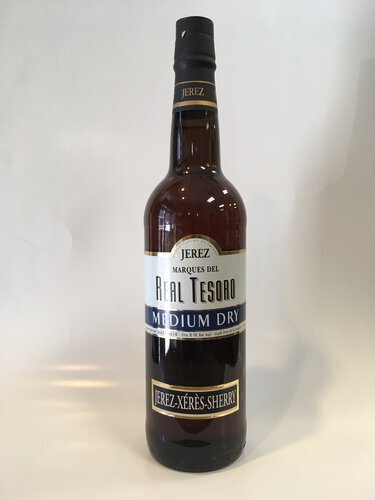 JEREZ
JEREZ
MARQUES DEL
REAL TESORO
MEDIUM DRY
JEREZ-XÉRÈS-SHERRY